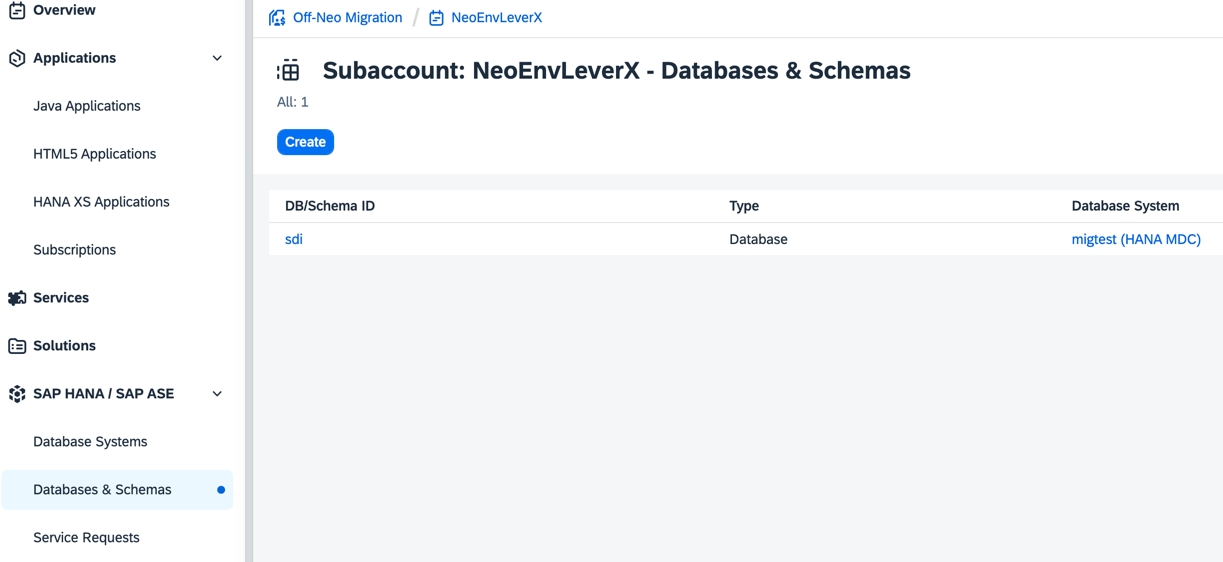 Overview
Applications
Java Applications
HTML5 Applications
HANA XS Applications
Subscriptions
Services
Solutions
SAP HANA / SAP ASE
Database Systems
Databases & Schemas
Service Requests
Off-Neo Migration / NeoEnvLeverX
Subaccount: NeoEnvLeverX - Databases & Schemas
All: 1
Create
DB/Schema ID Type Database System
sdi Database migtest (HANA MDC)